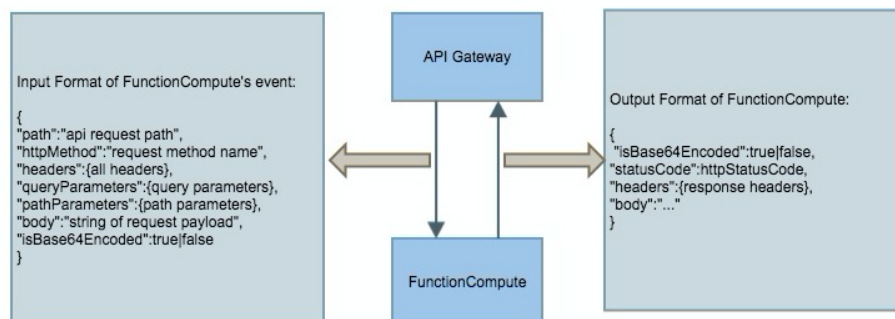 Input Format of FunctionCompute's event:
{
"path":"api request path",
"httpMethod":"request method name",
"headers":{all headers},
"queryParameters":{query parameters},
"pathParameters":{path parameters},
"body":"string of request payload",
"isBase64Encoded":true|false
}
API Gateway
FunctionCompute
Output Format of FunctionCompute:
{
"isBase64Encoded":true|false,
"statusCode":httpStatusCode,
"headers":{response headers},
"body":"..."
}